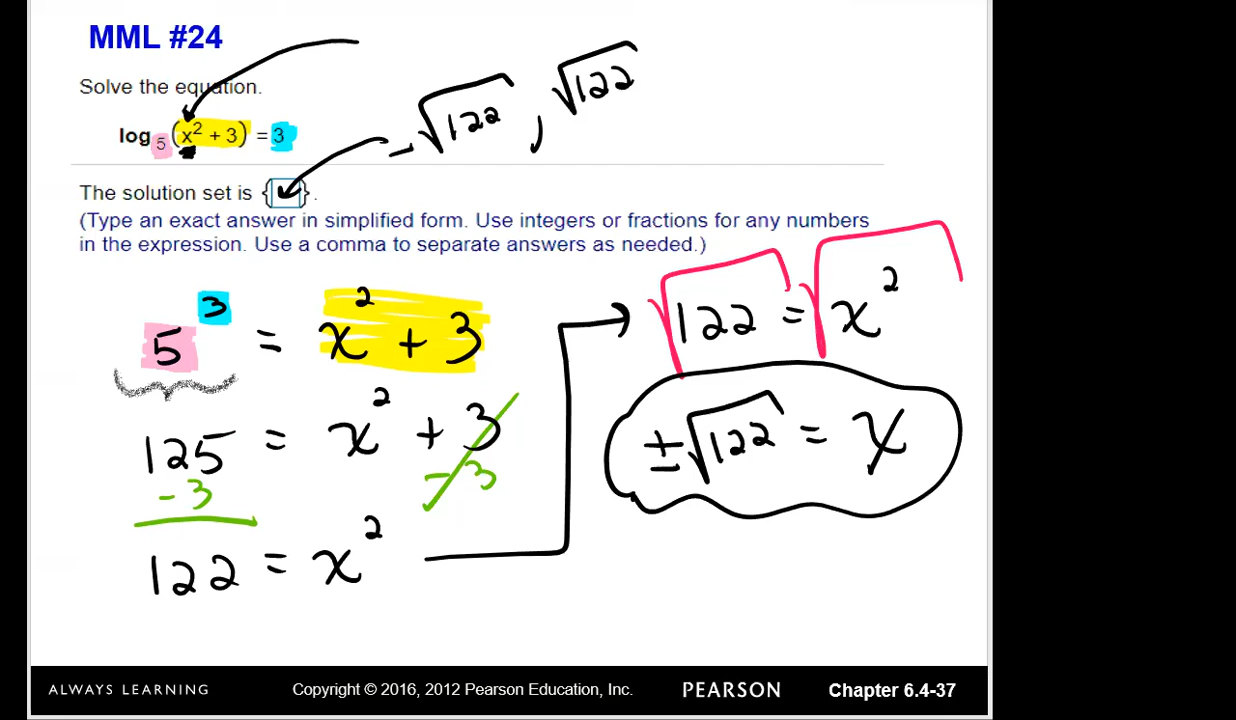 MML #24
Solve the equation.
log₅(x² + 3) = 3
-√122, √122
The solution set is { }.
(Type an exact answer in simplified form. Use integers or fractions for any numbers
in the expression. Use a comma to separate answers as needed.)
5³ = x² + 3
125 = x² + 3
-3 -3
122 = x²
√122 = √x²
±√122 = x
ALWAYS LEARNING
Copyright © 2016, 2012 Pearson Education, Inc.
PEARSON
Chapter 6.4-37